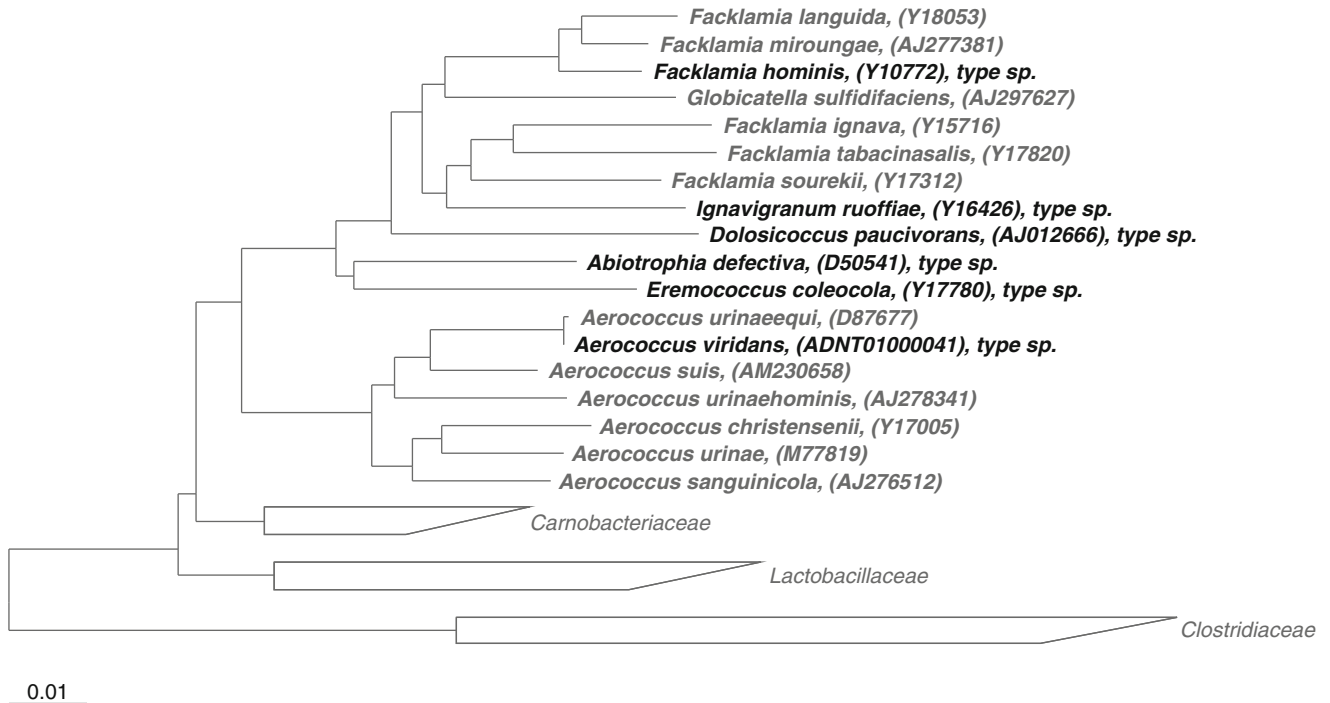 Facklamia languida, (Y18053)
Facklamia miroungae, (AJ277381)
Facklamia hominis, (Y10772), type sp.
Globicatella sulfidifaciens, (AJ297627)
Facklamia ignava, (Y15716)
Facklamia tabacinasalis, (Y17820)
Facklamia sourekii, (Y17312)
Ignavigranum ruoffiae, (Y16426), type sp.
Dolosicoccus paucivorans, (AJ012666), type sp.
Abiotrophia defectiva, (D50541), type sp.
Eremococcus coleocola, (Y17780), type sp.
Aerococcus urinaeequi, (D87677)
Aerococcus viridans, (ADNT01000041), type sp.
Aerococcus suis, (AM230658)
Aerococcus urinaehominis, (AJ278341)
Aerococcus christensenii, (Y17005)
Aerococcus urinae, (M77819)
Aerococcus sanguinicola, (AJ276512)
Carnobacteriaceae
Lactobacillaceae
Clostridiaceae
0.01